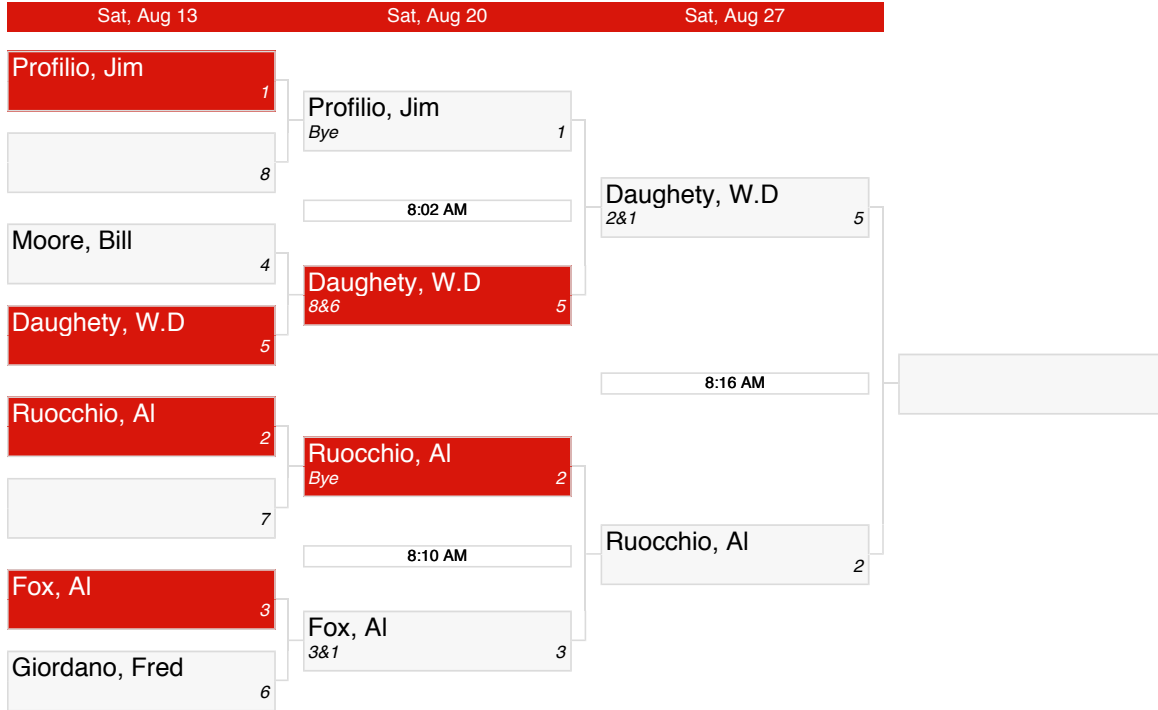 Sat, Aug 13
Sat, Aug 20
Sat, Aug 27
Profilio, Jim
1
8
Moore, Bill
4
Daughety, W.D
5
Ruocchio, Al
2
7
Fox, Al
3
Giordano, Fred
6
Profilio, Jim
Bye 1
8:02 AM
Daughety, W.D
8&6 5
Ruocchio, Al
Bye 2
8:10 AM
Fox, Al
3&1 3
Daughety, W.D
2&1 5
8:16 AM
Ruocchio, Al
2